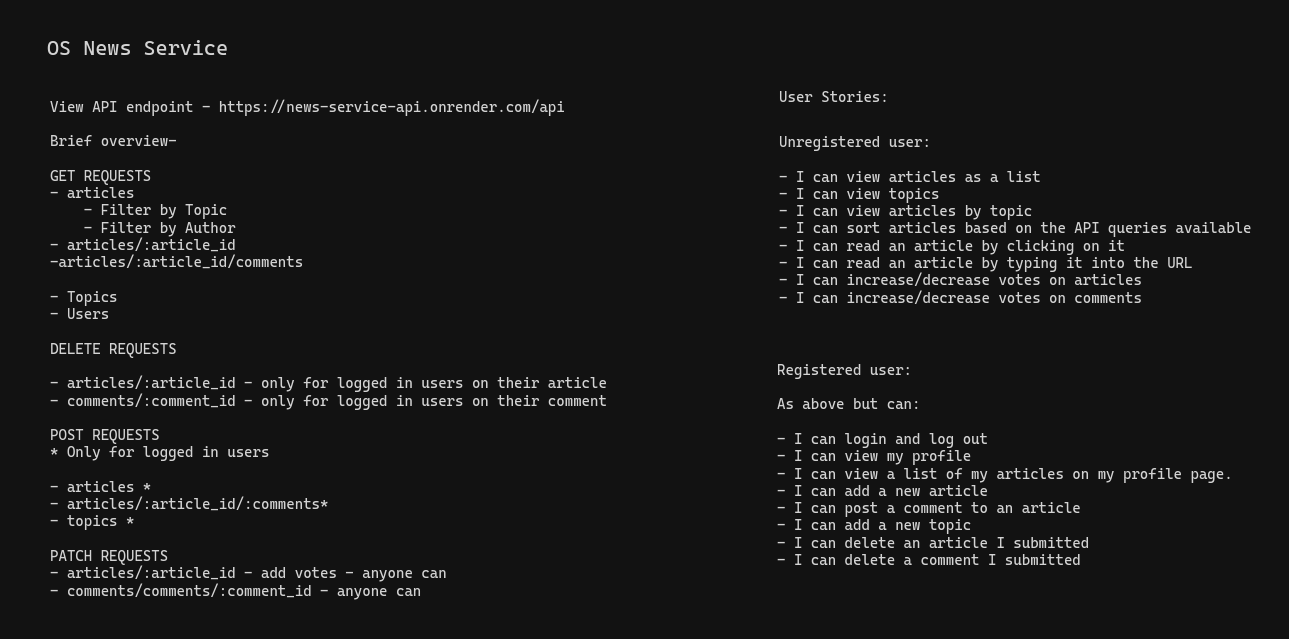 OS News Service
View API endpoint - https://news-service-api.onrender.com/api
Brief overview-
GET REQUESTS
- articles
- Filter by Topic
- Filter by Author
- articles/:article_id
-articles/:article_id/comments
- Topics
- Users
DELETE REQUESTS
- articles/:article_id - only for logged in users on their article
- comments/:comment_id - only for logged in users on their comment
POST REQUESTS
* Only for logged in users
- articles *
- articles/:article_id/:comments*
- topics *
PATCH REQUESTS
- articles/:article_id - add votes - anyone can
- comments/comments/:comment_id - anyone can
User Stories:
Unregistered user:
- I can view articles as a list
- I can view topics
- I can view articles by topic
- I can sort articles based on the API queries available
- I can read an article by clicking on it
- I can read an article by typing it into the URL
- I can increase/decrease votes on articles
- I can increase/decrease votes on comments
Registered user:
As above but can:
- I can login and log out
- I can view my profile
- I can view a list of my articles on my profile page.
- I can add a new article
- I can post a comment to an article
- I can add a new topic
- I can delete an article I submitted
- I can delete a comment I submitted